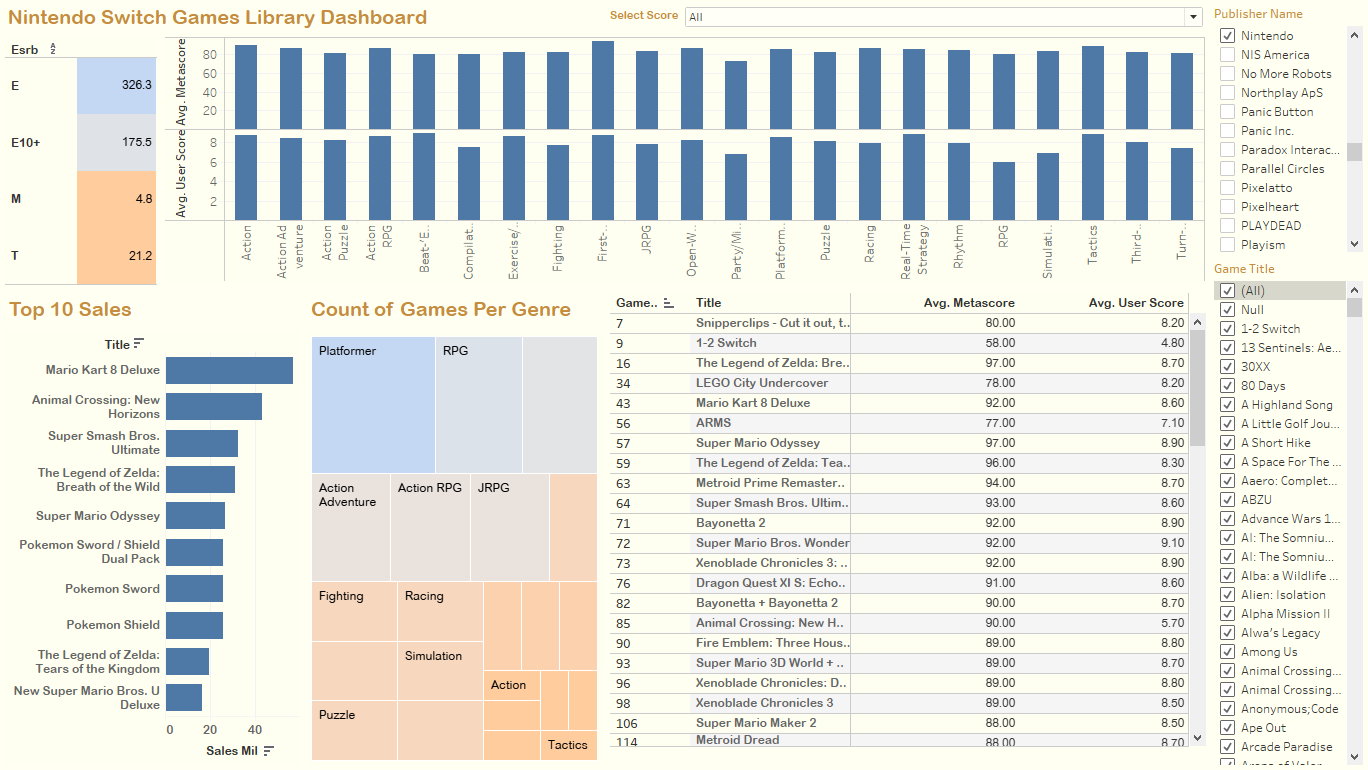 Nintendo Switch Games Library Dashboard
Select Score
All
Publisher Name
Nintendo
NIS America
No More Robots
Northplay ApS
Panic Button
Panic Inc.
Paradox Interac...
Parallel Circles
Pixelatto
Pixelheart
PLAYDEAD
Playism
Esrb
E 326.3
E10+ 175.5
M 4.8
T 21.2
Avg. Metascore
80
60
40
20
Avg. User Score
8
6
4
2
Action
Action Ad
venture
Action
Puzzle
Action
RPG
Beat-'E..
Compilat..
Exercise/..
Fighting
First-..
JRPG
Open-W..
Party/Mi..
Platform..
Puzzle
Racing
Real-Time
Strategy
Rhythm
RPG
Simulati..
Tactics
Third-..
Turn-..
Game Title
(All)
Null
1-2 Switch
13 Sentinels: Ae...
30XX
80 Days
A Highland Song
A Little Golf Jou...
A Short Hike
A Space For The ...
Aaero: Complet...
ABZU
Advance Wars 1...
AI: The Somniu...
AI: The Somniu...
Alba: a Wildlife ...
Alien: Isolation
Alpha Mission II
Alwa's Legacy
Among Us
Animal Crossing...
Animal Crossing...
Anonymous;Code
Ape Out
Arcade Paradise
Top 10 Sales
Title
Mario Kart 8 Deluxe
Animal Crossing: New
Horizons
Super Smash Bros.
Ultimate
The Legend of Zelda:
Breath of the Wild
Super Mario Odyssey
Pokemon Sword / Shield
Dual Pack
Pokemon Sword
Pokemon Shield
The Legend of Zelda:
Tears of the Kingdom
New Super Mario Bros. U
Deluxe
0 20 40
Sales Mil
Count of Games Per Genre
Platformer
RPG
Action
Adventure
Action RPG
JRPG
Fighting
Racing
Simulation
Action
Puzzle
Tactics
Game.. Title Avg. Metascore Avg. User Score
7 Snipperclips - Cut it out, t.. 80.00 8.20
9 1-2 Switch 58.00 4.80
16 The Legend of Zelda: Bre.. 97.00 8.70
34 LEGO City Undercover 78.00 8.20
43 Mario Kart 8 Deluxe 92.00 8.60
56 ARMS 77.00 7.10
57 Super Mario Odyssey 97.00 8.90
59 The Legend of Zelda: Tea.. 96.00 8.30
63 Metroid Prime Remaster.. 94.00 8.70
64 Super Smash Bros. Ultim.. 93.00 8.60
71 Bayonetta 2 92.00 8.90
72 Super Mario Bros. Wonder 92.00 9.10
73 Xenoblade Chronicles 3: .. 92.00 8.90
76 Dragon Quest XI S: Echo.. 91.00 8.60
82 Bayonetta + Bayonetta 2 90.00 8.70
85 Animal Crossing: New H.. 90.00 5.70
90 Fire Emblem: Three Hous.. 89.00 8.80
93 Super Mario 3D World + .. 89.00 8.70
96 Xenoblade Chronicles: D.. 89.00 8.80
98 Xenoblade Chronicles 3 89.00 8.50
106 Super Mario Maker 2 88.00 8.50
114 Metroid Dread 88.00 8.70